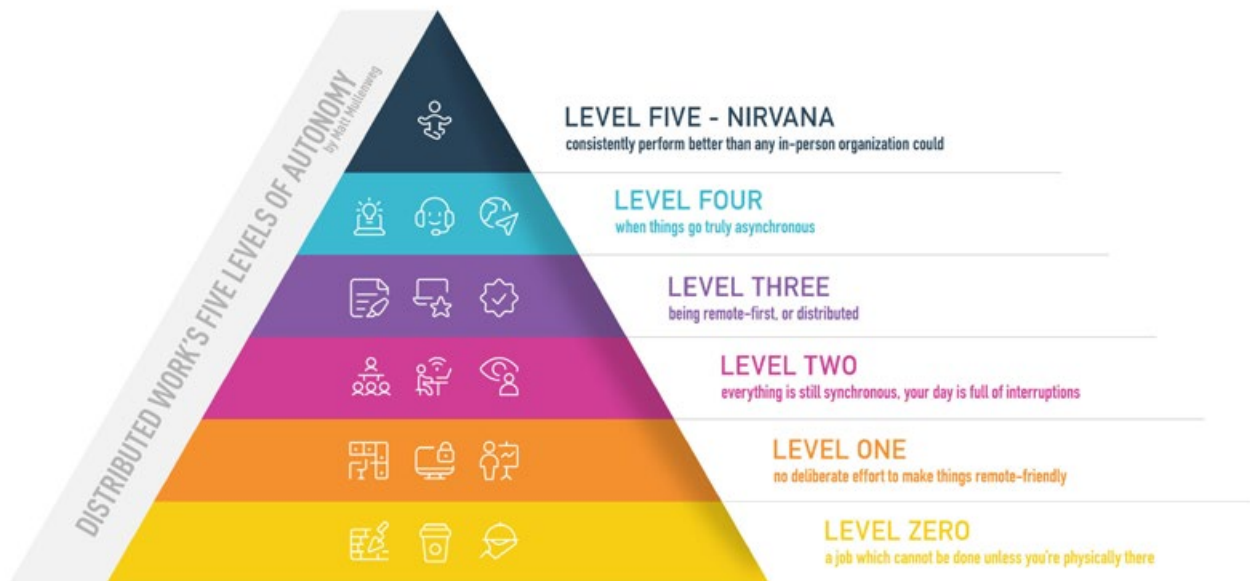 DISTRIBUTED WORK'S FIVE LEVELS OF AUTONOMY
by Matt Mullenweg
LEVEL FIVE - NIRVANA
consistently perform better than any in-person organization could
LEVEL FOUR
when things go truly asynchronous
LEVEL THREE
being remote-first, or distributed
LEVEL TWO
everything is still synchronous, your day is full of interruptions
LEVEL ONE
no deliberate effort to make things remote-friendly
LEVEL ZERO
a job which cannot be done unless you're physically there